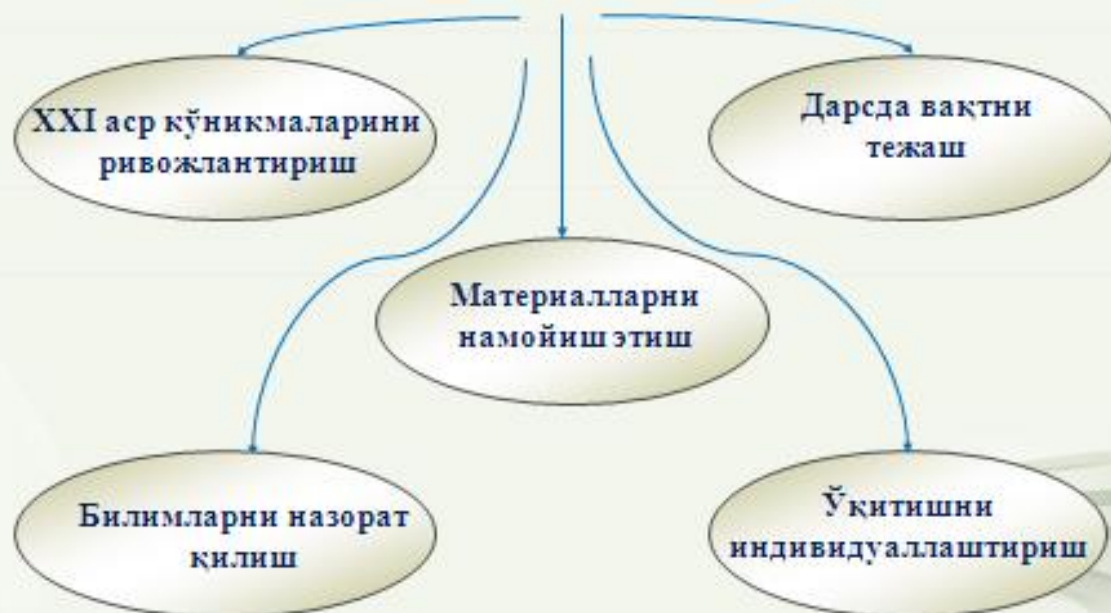 XXI аср кўникмаларини
ривожлантириш
Дарсда вақтни
тежаш
Материалларни
намойиш этиш
Билимларни назорат
қилиш
Ўқитишни
индивидуаллаштириш